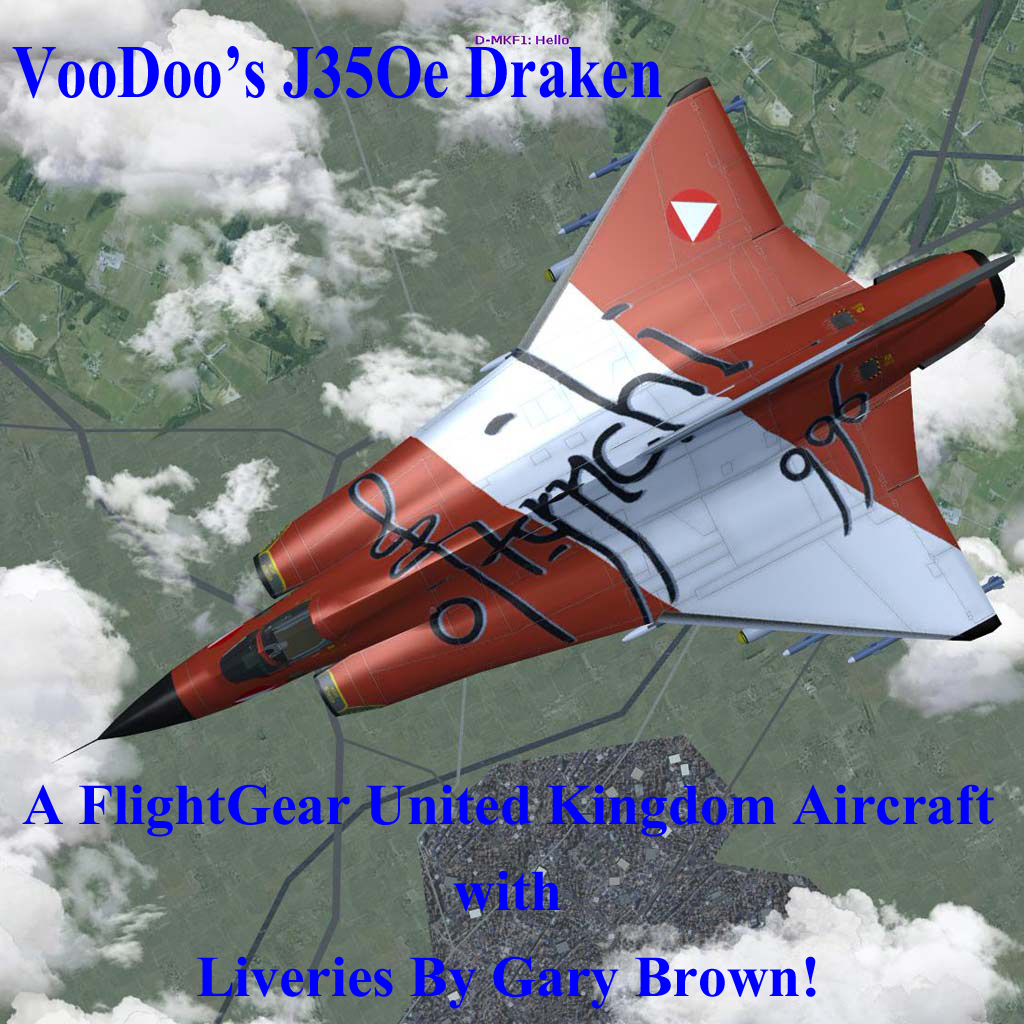 D-MKF1: Hello
VooDoo’s J35Oe Draken
A FlightGear United Kingdom Aircraft
with
Liveries By Gary Brown!